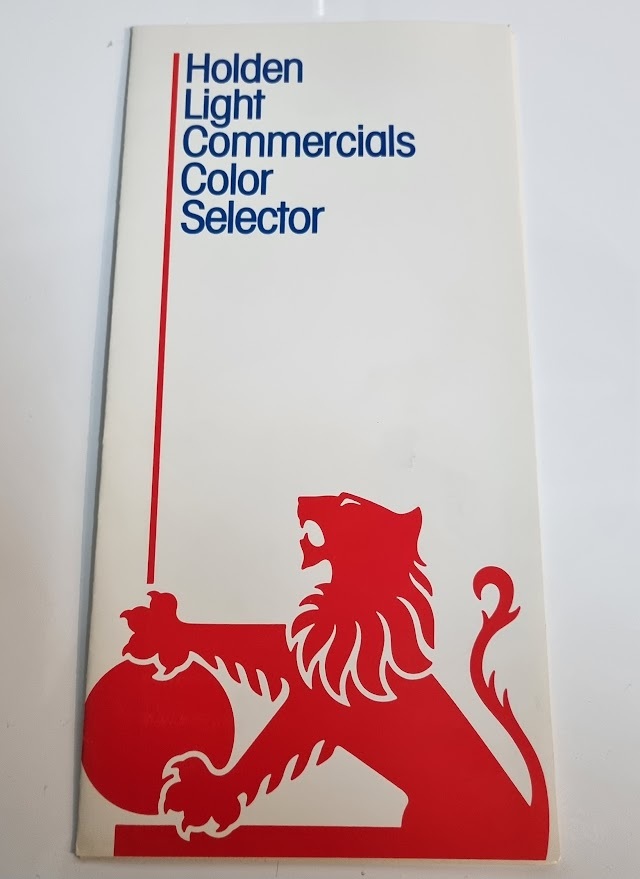 Holden
Light
Commercials
Color
Selector